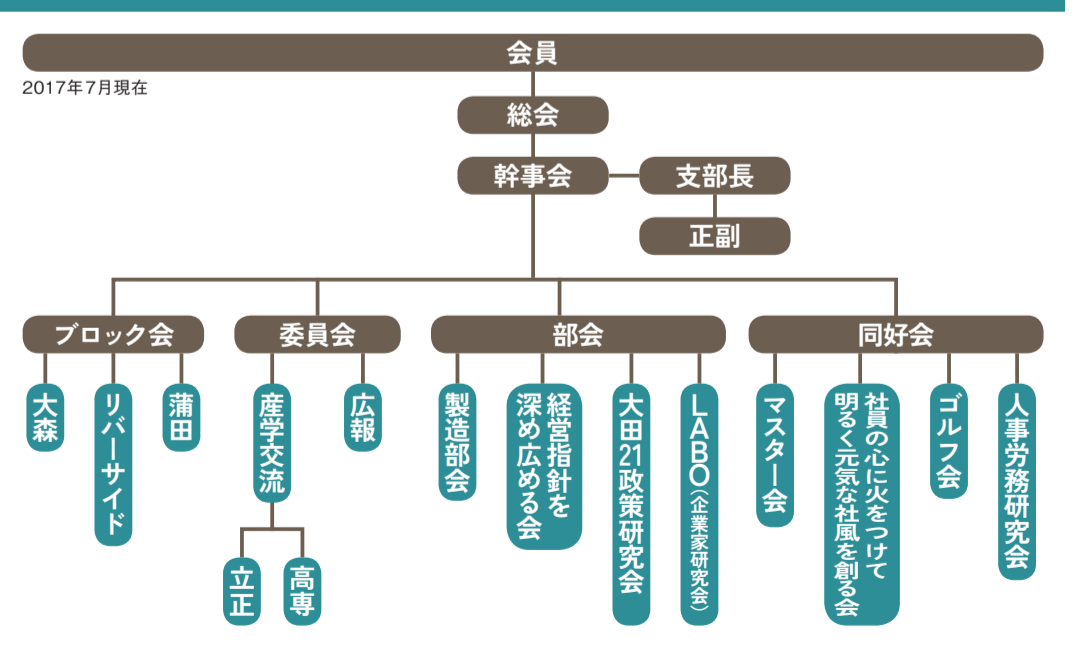 会員
2017年7月現在
総会
幹事会
支部長
正副
ブロック会
委員会
部会
同好会
大森
リバーサイド
蒲田
産学交流
広報
製造部会
経営指針を
深め広める会
大田21政策研究会
LABO(企業家研究会)
マスター会
社員の心に火をつけて
明るく元気な社風を創る会
ゴルフ会
人事労務研究会
立正
高専